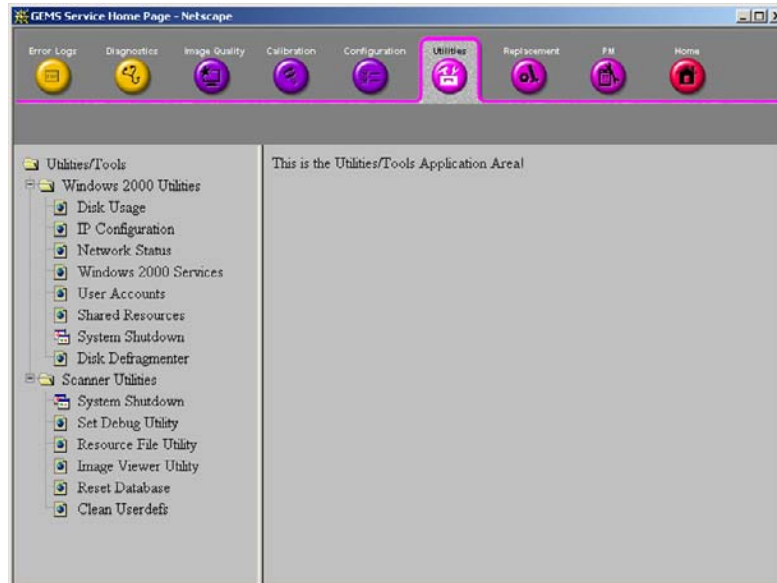 GEMS Service Home Page - Netscape
Error Logs Diagnostics Image Quality Calibration Configuration Utilities Replacement PM Home
Utilities/Tools
Windows 2000 Utilities
Disk Usage
IP Configuration
Network Status
Windows 2000 Services
User Accounts
Shared Resources
System Shutdown
Disk Defragmenter
Scanner Utilities
System Shutdown
Set Debug Utility
Resource File Utility
Image Viewer Utility
Reset Database
Clean Userdefs
This is the Utilities/Tools Application Area!